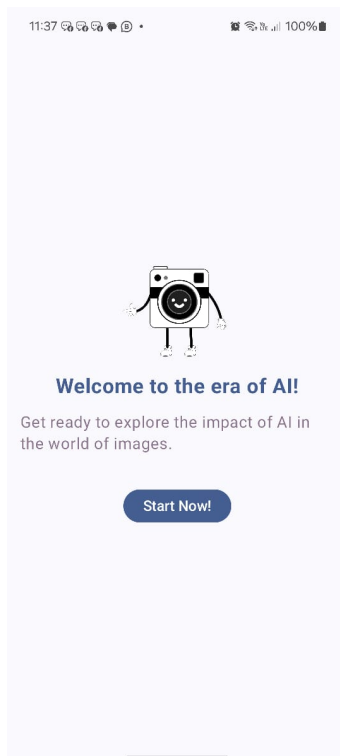 11:37 100%
Welcome to the era of AI!
Get ready to explore the impact of AI in
the world of images.
Start Now!